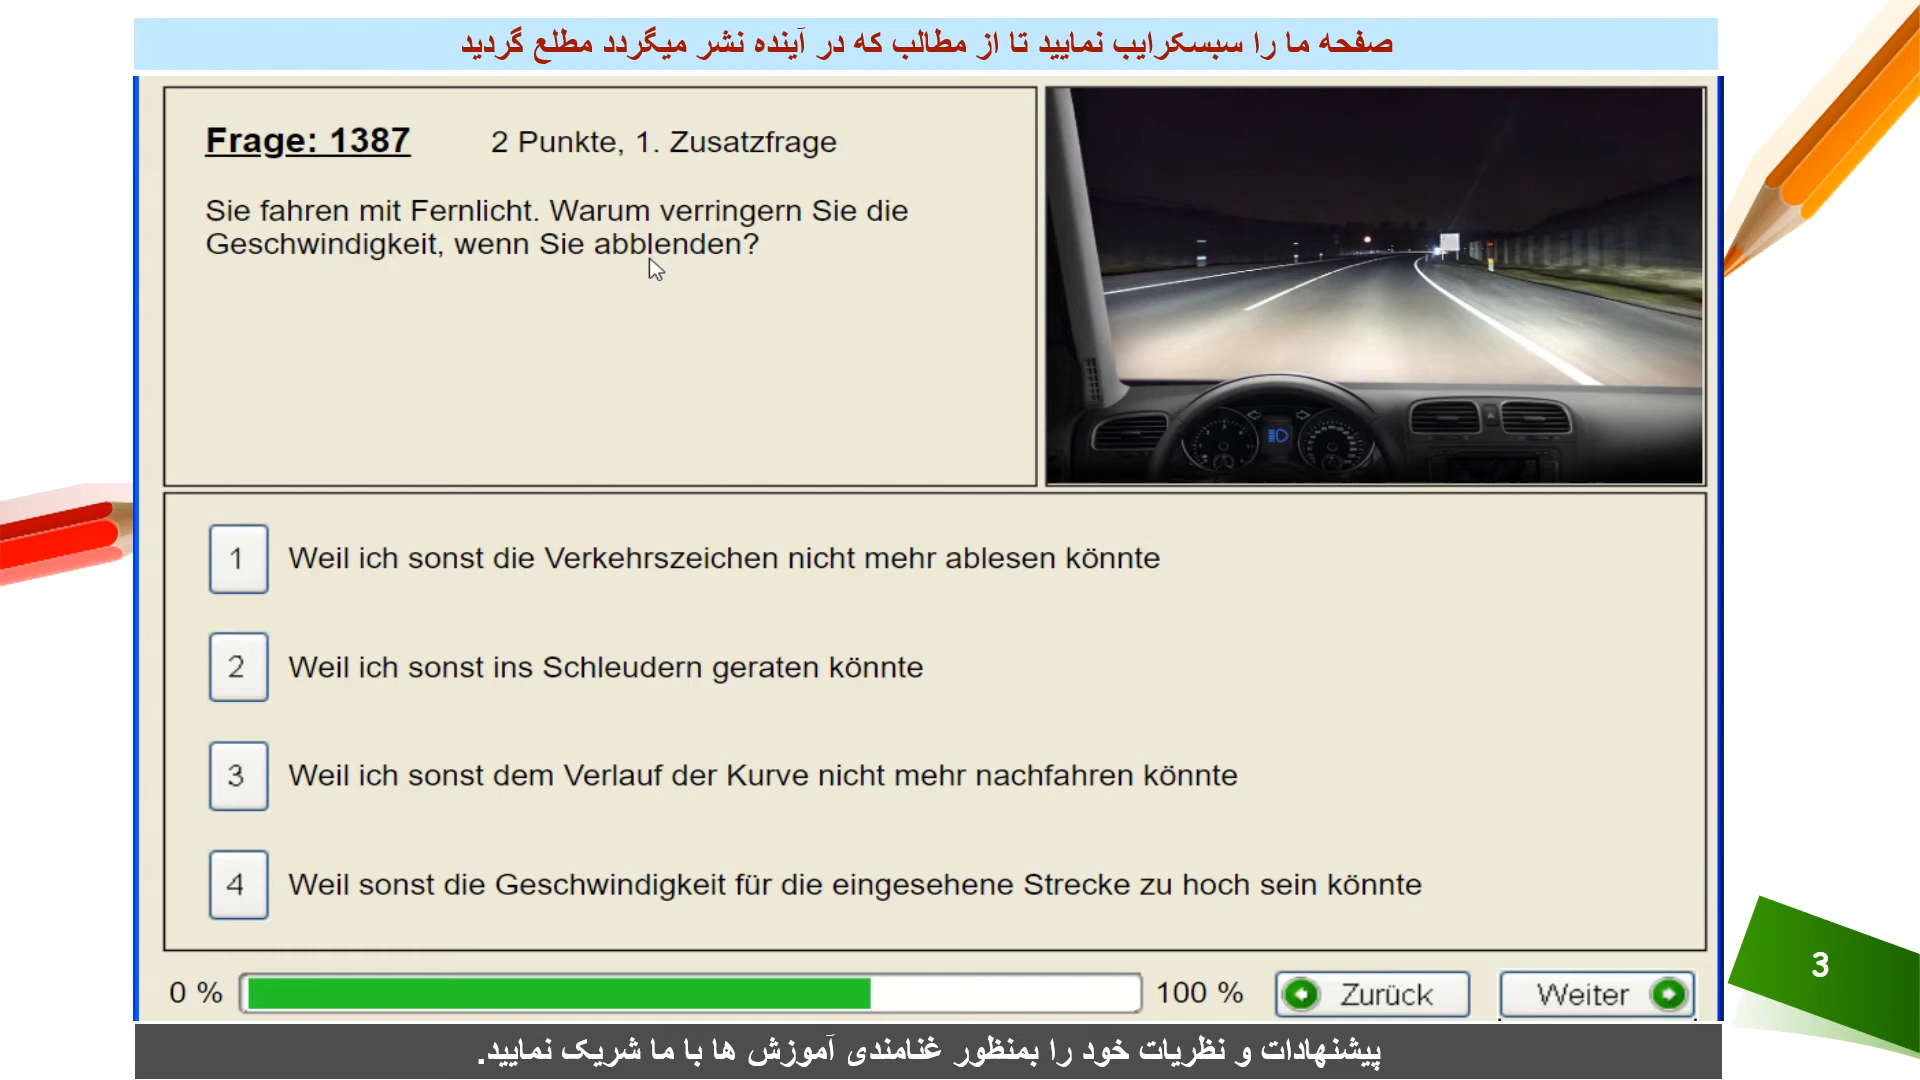 صفحه ما را سبسکرایب نمایید تا از مطالب که در آینده نشر میگردد مطلع گردید
Frage: 1387 2 Punkte, 1. Zusatzfrage
Sie fahren mit Fernlicht. Warum verringern Sie die
Geschwindigkeit, wenn Sie abblenden?
1 Weil ich sonst die Verkehrszeichen nicht mehr ablesen könnte
2 Weil ich sonst ins Schleudern geraten könnte
3 Weil ich sonst dem Verlauf der Kurve nicht mehr nachfahren könnte
4 Weil sonst die Geschwindigkeit für die eingesehene Strecke zu hoch sein könnte
3
0 % 100 % Zurück Weiter
پیشنهادات و نظریات خود را بمنظور غنامندی آموزش ها با ما شریک نمایید.